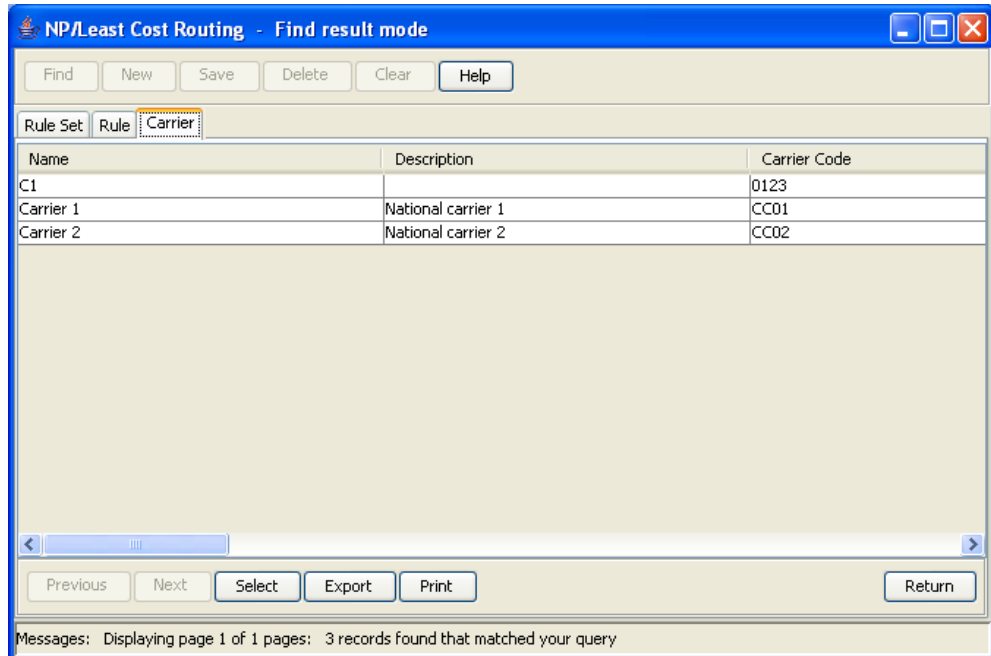 NP/Least Cost Routing - Find result mode
Find New Save Delete Clear Help
Rule Set Rule Carrier
Name Description Carrier Code
C1 0123
Carrier 1 National carrier 1 CC01
Carrier 2 National carrier 2 CC02
Previous Next Select Export Print Return
Messages: Displaying page 1 of 1 pages: 3 records found that matched your query